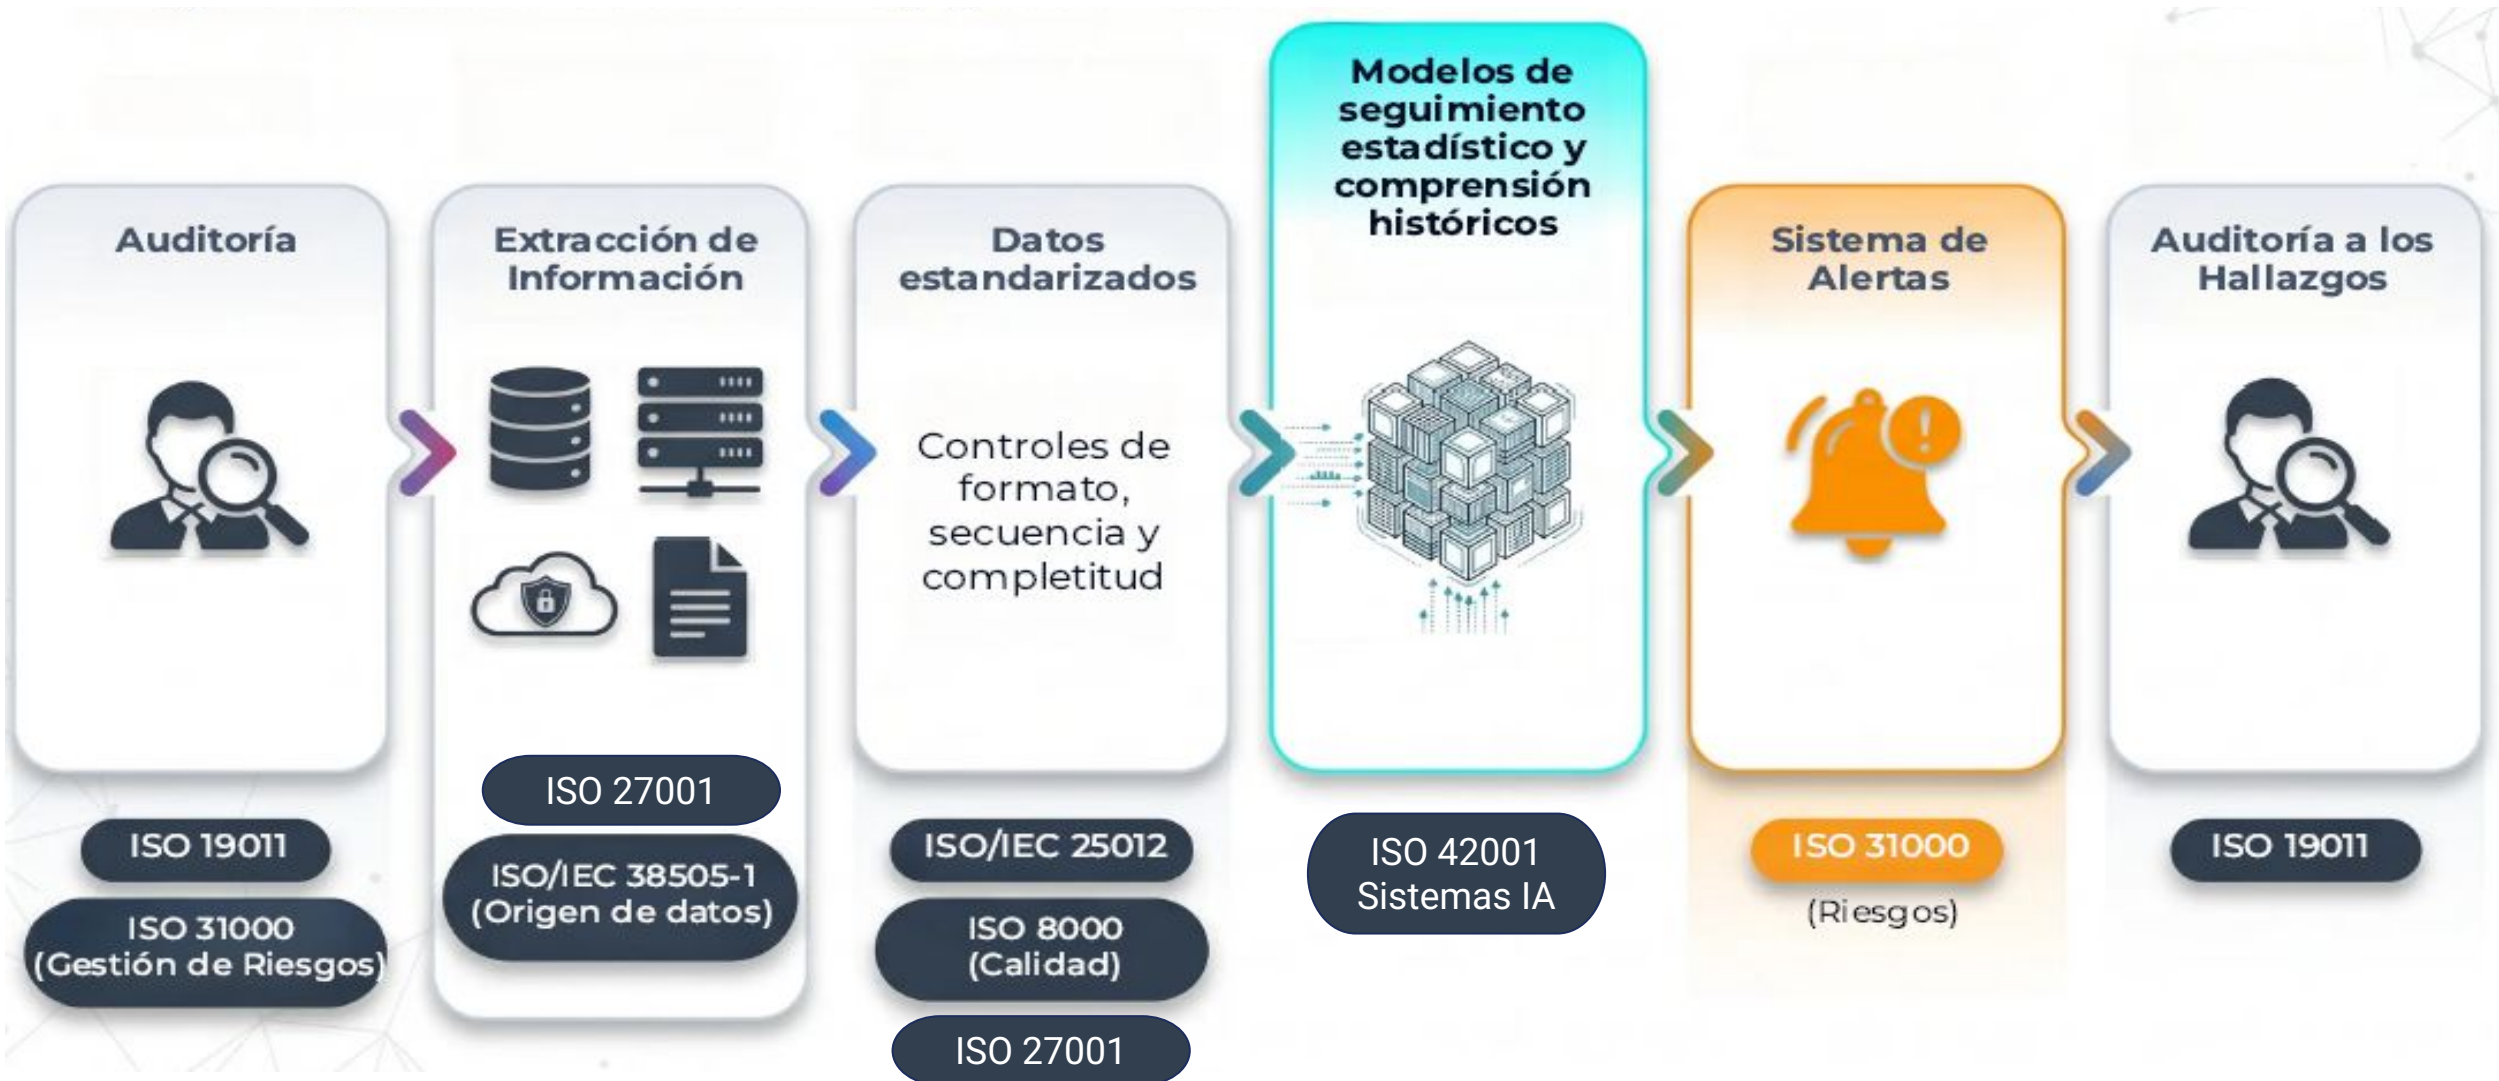 Auditoría
ISO 19011
ISO 31000
(Gestión de Riesgos)
Extracción de
Información
ISO 27001
ISO/IEC 38505-1
(Origen de datos)
Datos
estandarizados
Controles de
formato,
secuencia y
completitud
ISO/IEC 25012
ISO 8000
(Calidad)
ISO 27001
Modelos de
seguimiento
estadístico y
comprensión
históricos
ISO 42001
Sistemas IA
Sistema de
Alertas
!
ISO 31000
(Riesgos)
Auditoría a los
Hallazgos
ISO 19011